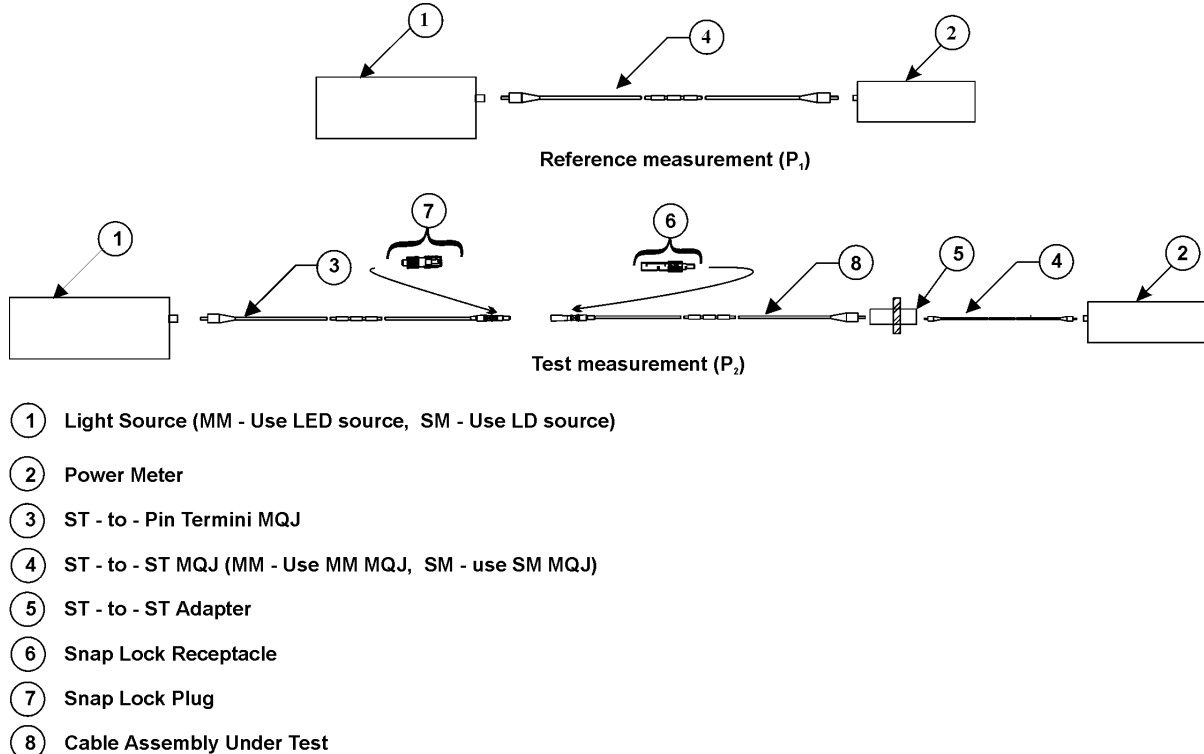 1
4
2
Reference measurement (P₁)
7
6
1
3
8
5
4
2
Test measurement (P₂)
1 Light Source (MM - Use LED source, SM - Use LD source)
2 Power Meter
3 ST - to - Pin Termini MQJ
4 ST - to - ST MQJ (MM - Use MM MQJ, SM - use SM MQJ)
5 ST - to - ST Adapter
6 Snap Lock Receptacle
7 Snap Lock Plug
8 Cable Assembly Under Test